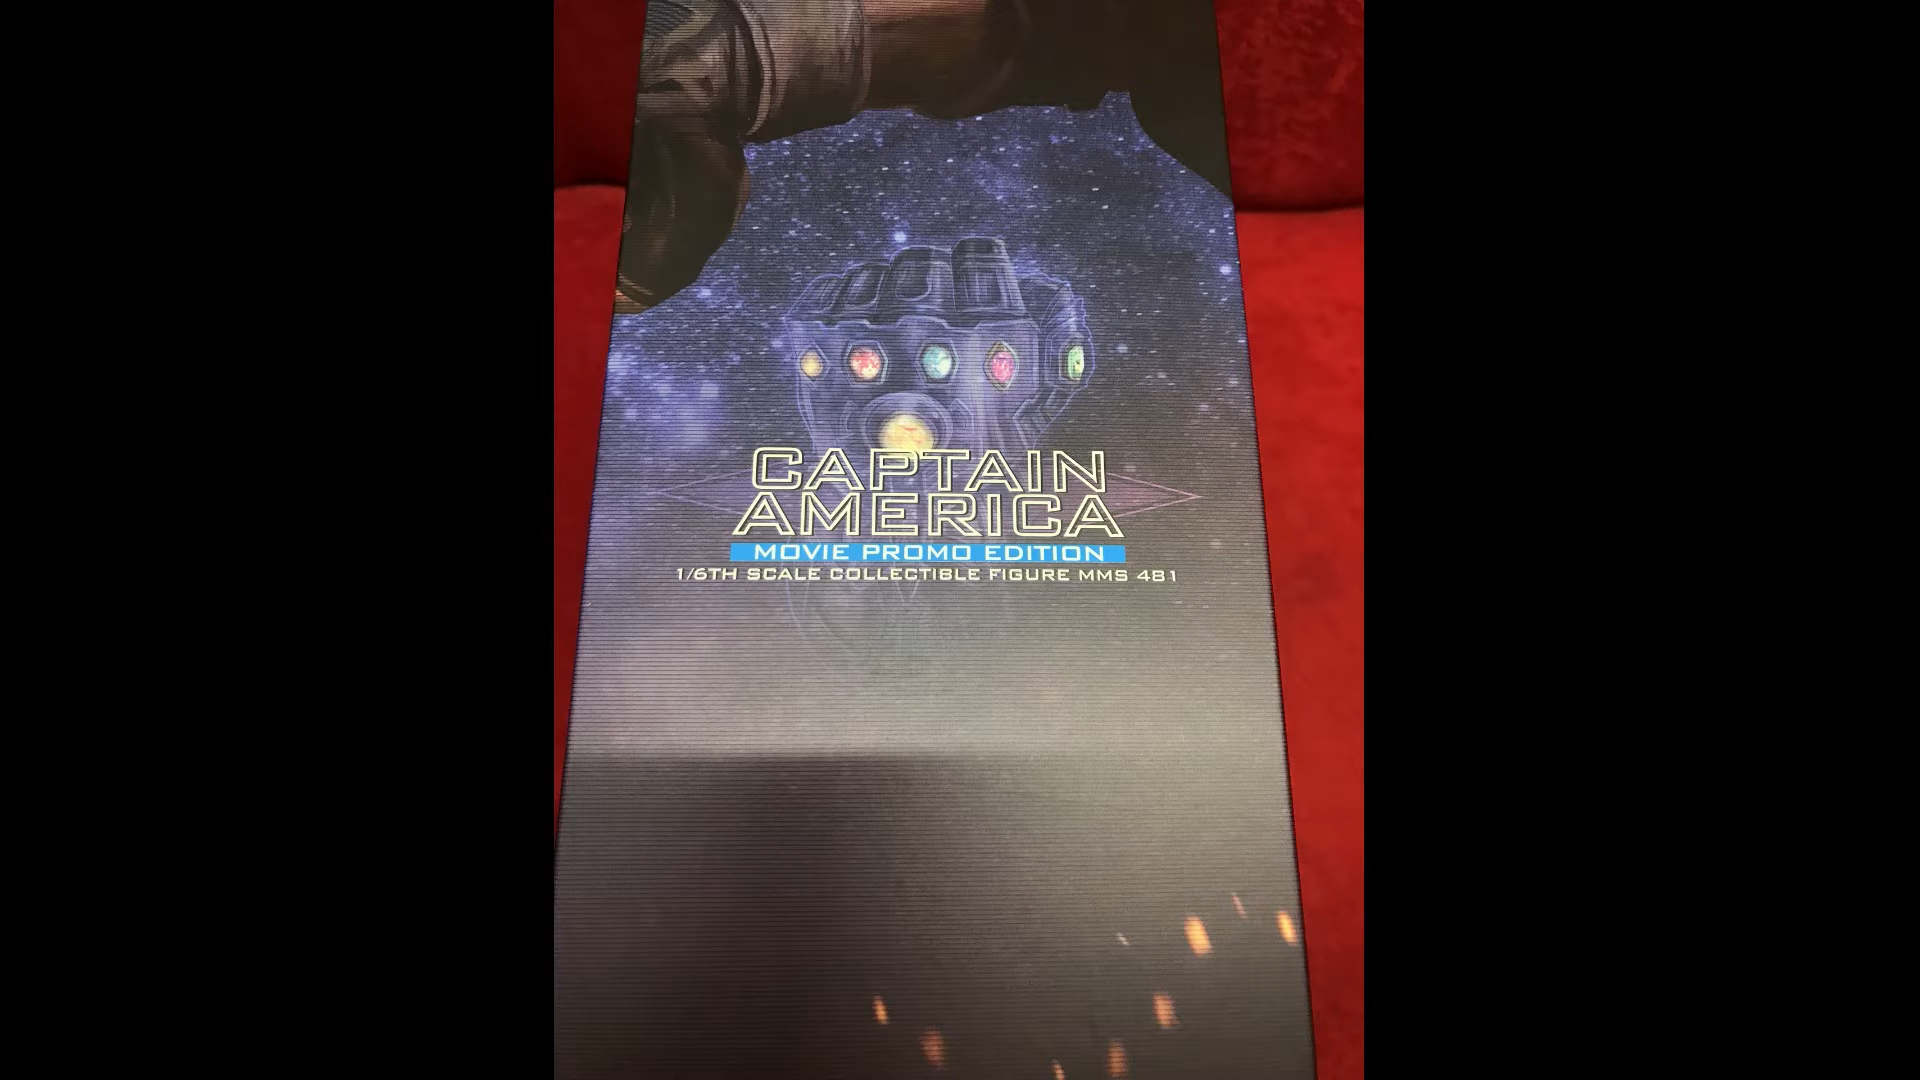 CAPTAIN
AMERICA
MOVIE PROMO EDITION
1/6TH SCALE COLLECTIBLE FIGURE MMS 481